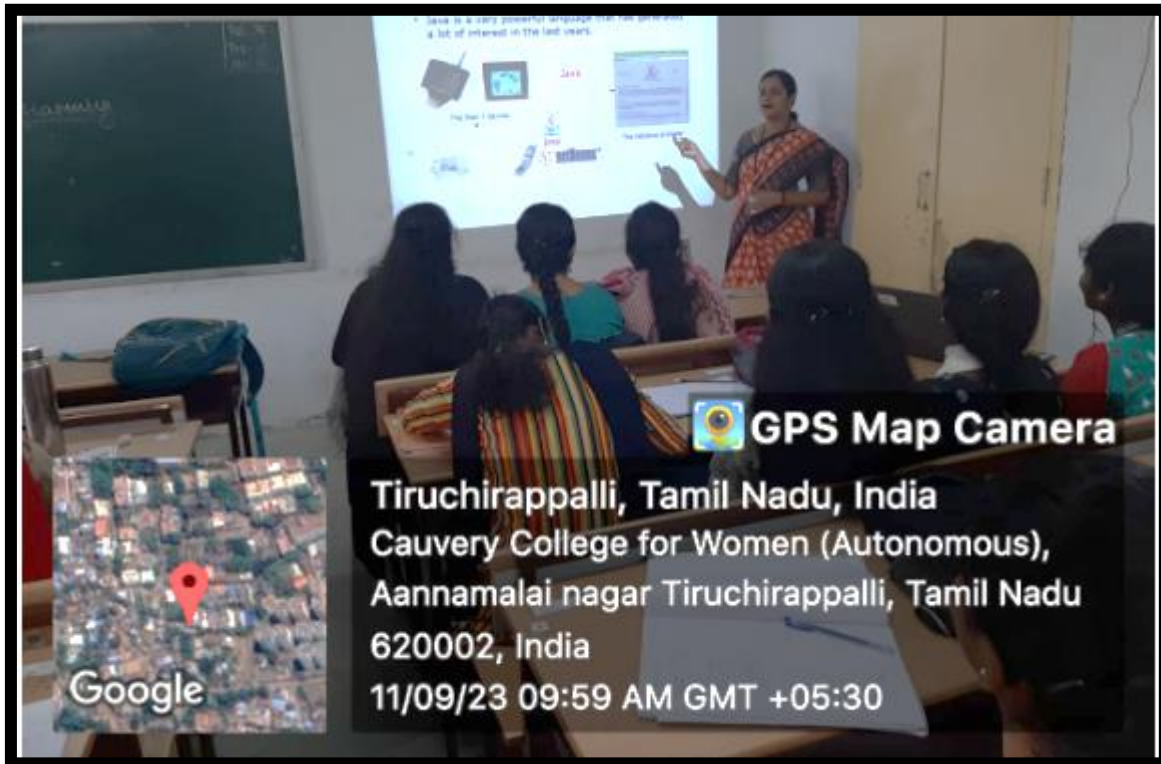 Java is a very powerful language that has generated
a lot of interest in the last years.
Java
GPS Map Camera
Tiruchirappalli, Tamil Nadu, India
Cauvery College for Women (Autonomous),
Aannamalai nagar Tiruchirappalli, Tamil Nadu
620002, India
11/09/23 09:59 AM GMT +05:30
Google